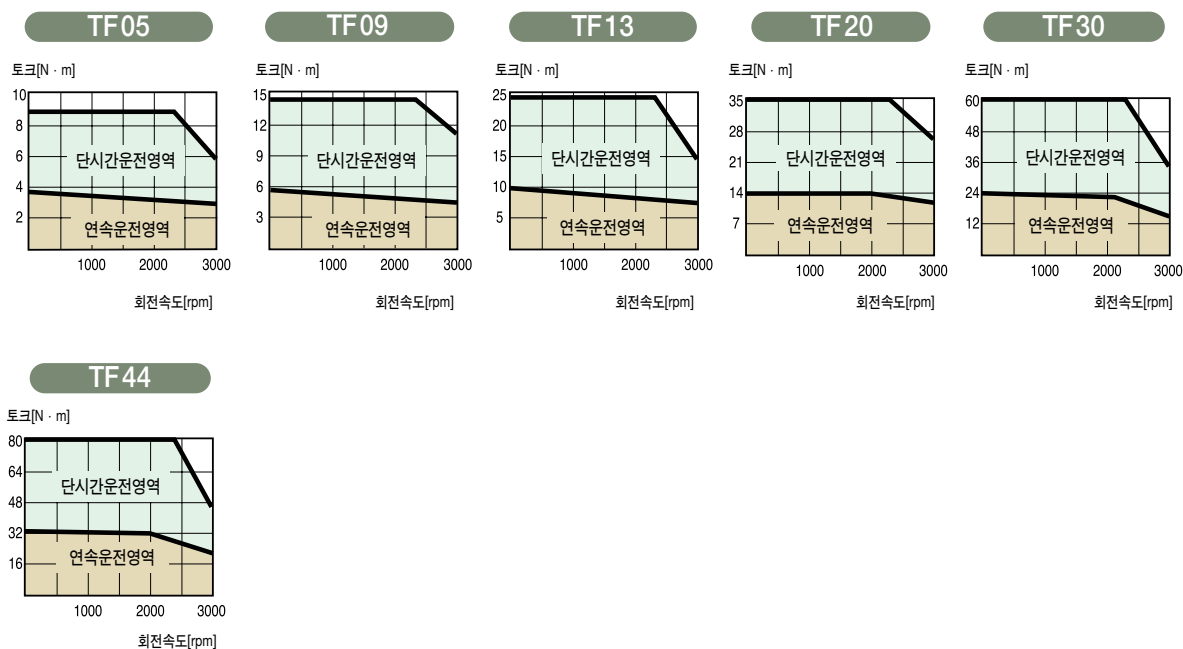 TF05
토크[N · m]
10
8
6
4
2
단시간운전영역
연속운전영역
1000 2000 3000
회전속도[rpm]
TF09
토크[N · m]
15
12
9
6
3
단시간운전영역
연속운전영역
1000 2000 3000
회전속도[rpm]
TF13
토크[N · m]
25
20
15
10
5
단시간운전영역
연속운전영역
1000 2000 3000
회전속도[rpm]
TF20
토크[N · m]
35
28
21
14
7
단시간운전영역
연속운전영역
1000 2000 3000
회전속도[rpm]
TF30
토크[N · m]
60
48
36
24
12
단시간운전영역
연속운전영역
1000 2000 3000
회전속도[rpm]
TF44
토크[N · m]
80
64
48
32
16
단시간운전영역
연속운전영역
1000 2000 3000
회전속도[rpm]